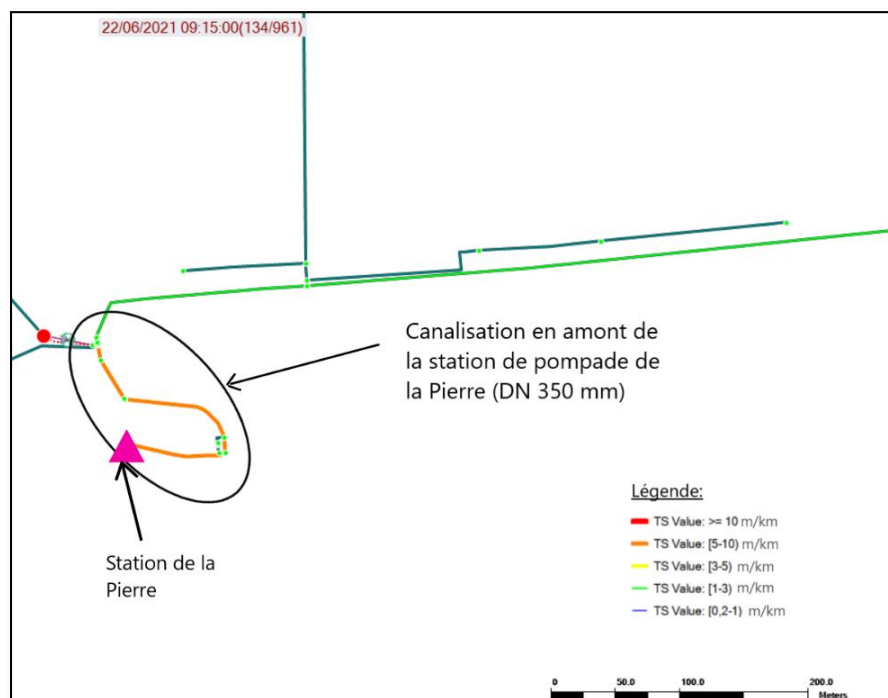 22/06/2021 09:15:00(134/961)
Canalisation en amont de
la station de pompade de
la Pierre (DN 350 mm)
Station de la
Pierre
Légende:
TS Value: >= 10 m/km
TS Value: [5-10) m/km
TS Value: [3-5) m/km
TS Value: [1-3) m/km
TS Value: [0,2-1) m/km
0 50.0 100.0 200.0
Meters